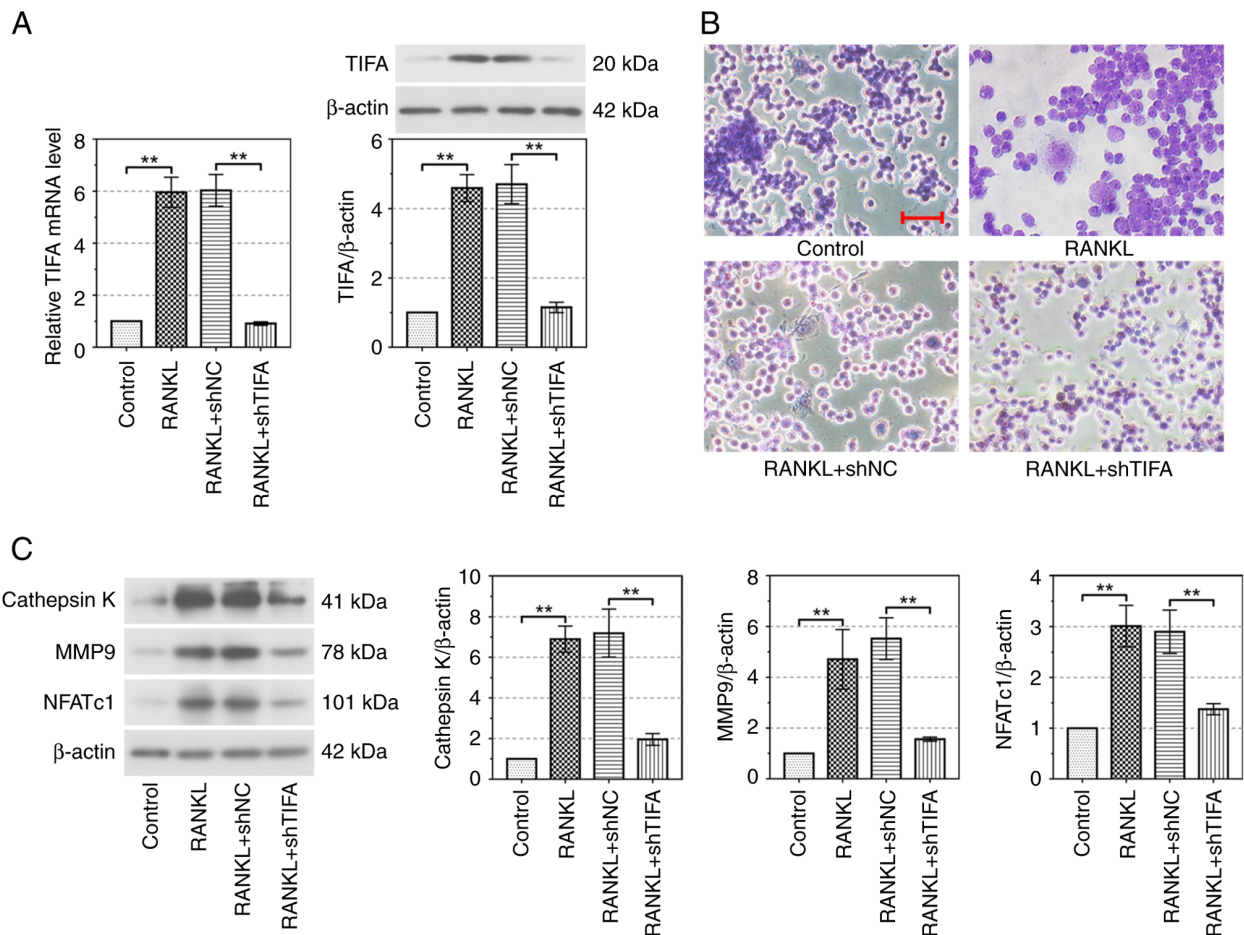 A
TIFA
20 kDa
β-actin
42 kDa
Relative TIFA mRNA level
8
6
4
2
0
**
**
Control
RANKL
RANKL+shNC
RANKL+shTIFA
TIFA/β-actin
6
4
2
0
**
**
Control
RANKL
RANKL+shNC
RANKL+shTIFA
B
Control
RANKL
RANKL+shNC
RANKL+shTIFA
C
Cathepsin K
41 kDa
MMP9
78 kDa
NFATc1
101 kDa
β-actin
42 kDa
Control
RANKL
RANKL+shNC
RANKL+shTIFA
Cathepsin K/β-actin
10
8
6
4
2
0
**
**
Control
RANKL
RANKL+shNC
RANKL+shTIFA
MMP9/β-actin
8
6
4
2
0
**
**
Control
RANKL
RANKL+shNC
RANKL+shTIFA
NFATc1/β-actin
4
3
2
1
0
**
**
Control
RANKL
RANKL+shNC
RANKL+shTIFA